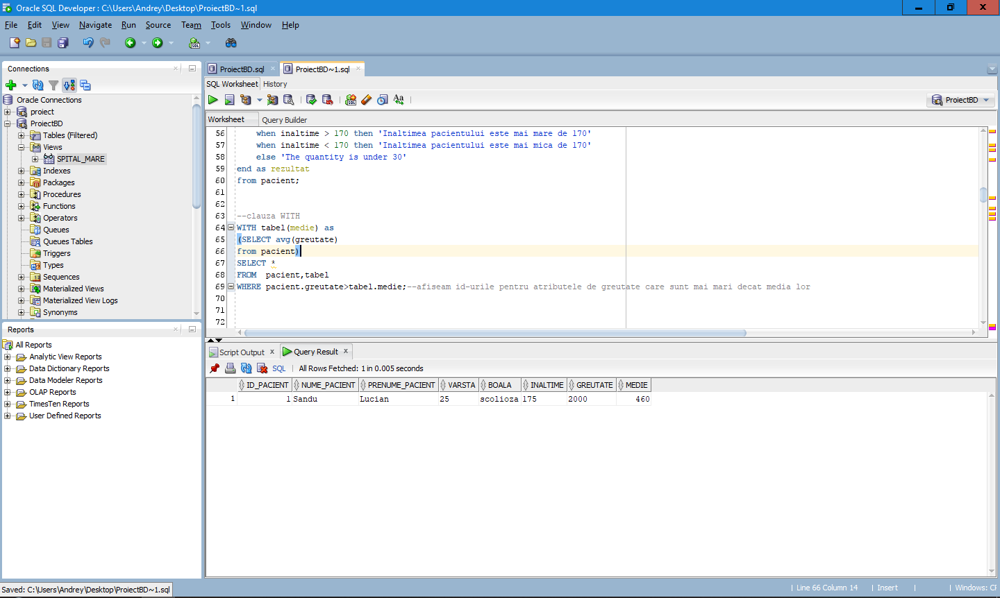 Oracle SQL Developer : C:\Users\Andrey\Desktop\ProiectBD~1.sql
File Edit View Navigate Run Source Team Tools Window Help
Connections
Oracle Connections
proiect
ProiectBD
Tables (Filtered)
Views
SPITAL_MARE
Indexes
Packages
Procedures
Functions
Operators
Queues
Queues Tables
Triggers
Types
Sequences
Materialized Views
Materialized View Logs
Synonyms
Reports
All Reports
Analytic View Reports
Data Dictionary Reports
Data Modeler Reports
OLAP Reports
TimesTen Reports
User Defined Reports
ProiectBD.sql ProiectBD~1.sql
SQL Worksheet History
ProiectBD
Worksheet Query Builder
56 when inaltime > 170 then 'Inaltimea pacientului este mai mare de 170'
57 when inaltime < 170 then 'Inaltimea pacientului este mai mica de 170'
58 else 'The quantity is under 30'
59 end as rezultat
60 from pacient;
61
62
63 --clauza WITH
64 WITH tabel(medie) as
65 (SELECT avg(greutate)
66 from pacient)
67 SELECT *
68 FROM  pacient,tabel
69 WHERE pacient.greutate>tabel.medie;--afiseam id-urile pentru atributele de greutate care sunt mai mari decat media lor
70
71
72
Script Output x Query Result x
SQL All Rows Fetched: 1 in 0.005 seconds
ID_PACIENT NUME_PACIENT PRENUME_PACIENT VARSTA BOALA INALTIME GREUTATE MEDIE
1 1 Sandu Lucian 25 scolioza 175 2000 460
Saved: C:\Users\Andrey\Desktop\ProiectBD~1.sql
Line 66 Column 14 Insert Windows: CF